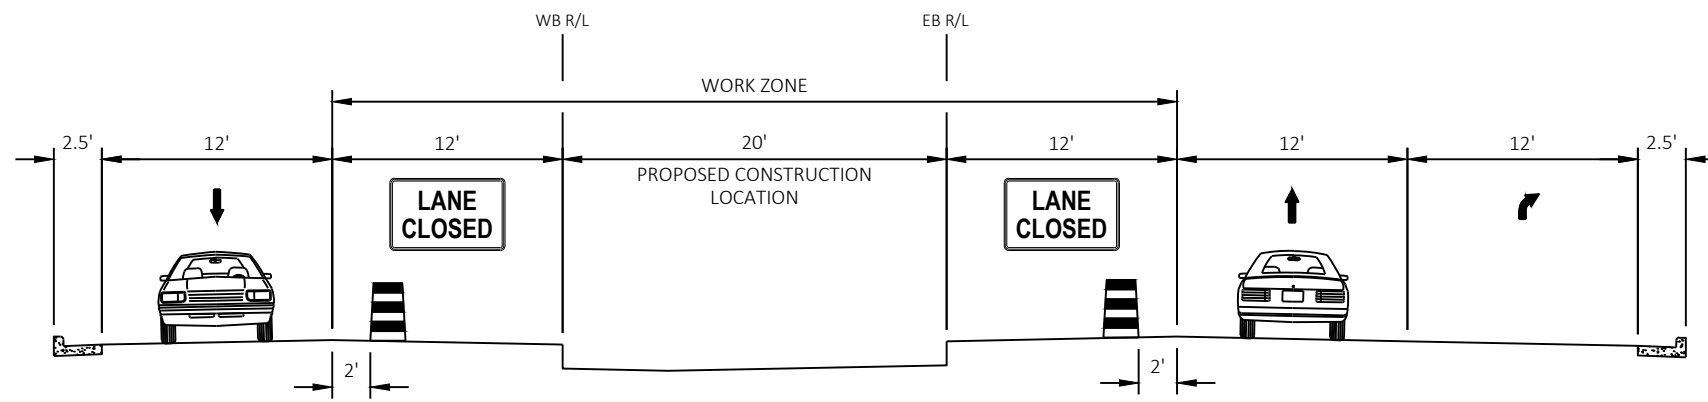 WB R/L
EB R/L
WORK ZONE
2.5'
12'
12'
20'
12'
12'
12'
2.5'
PROPOSED CONSTRUCTION
LOCATION
LANE
CLOSED
LANE
CLOSED
2'
2'